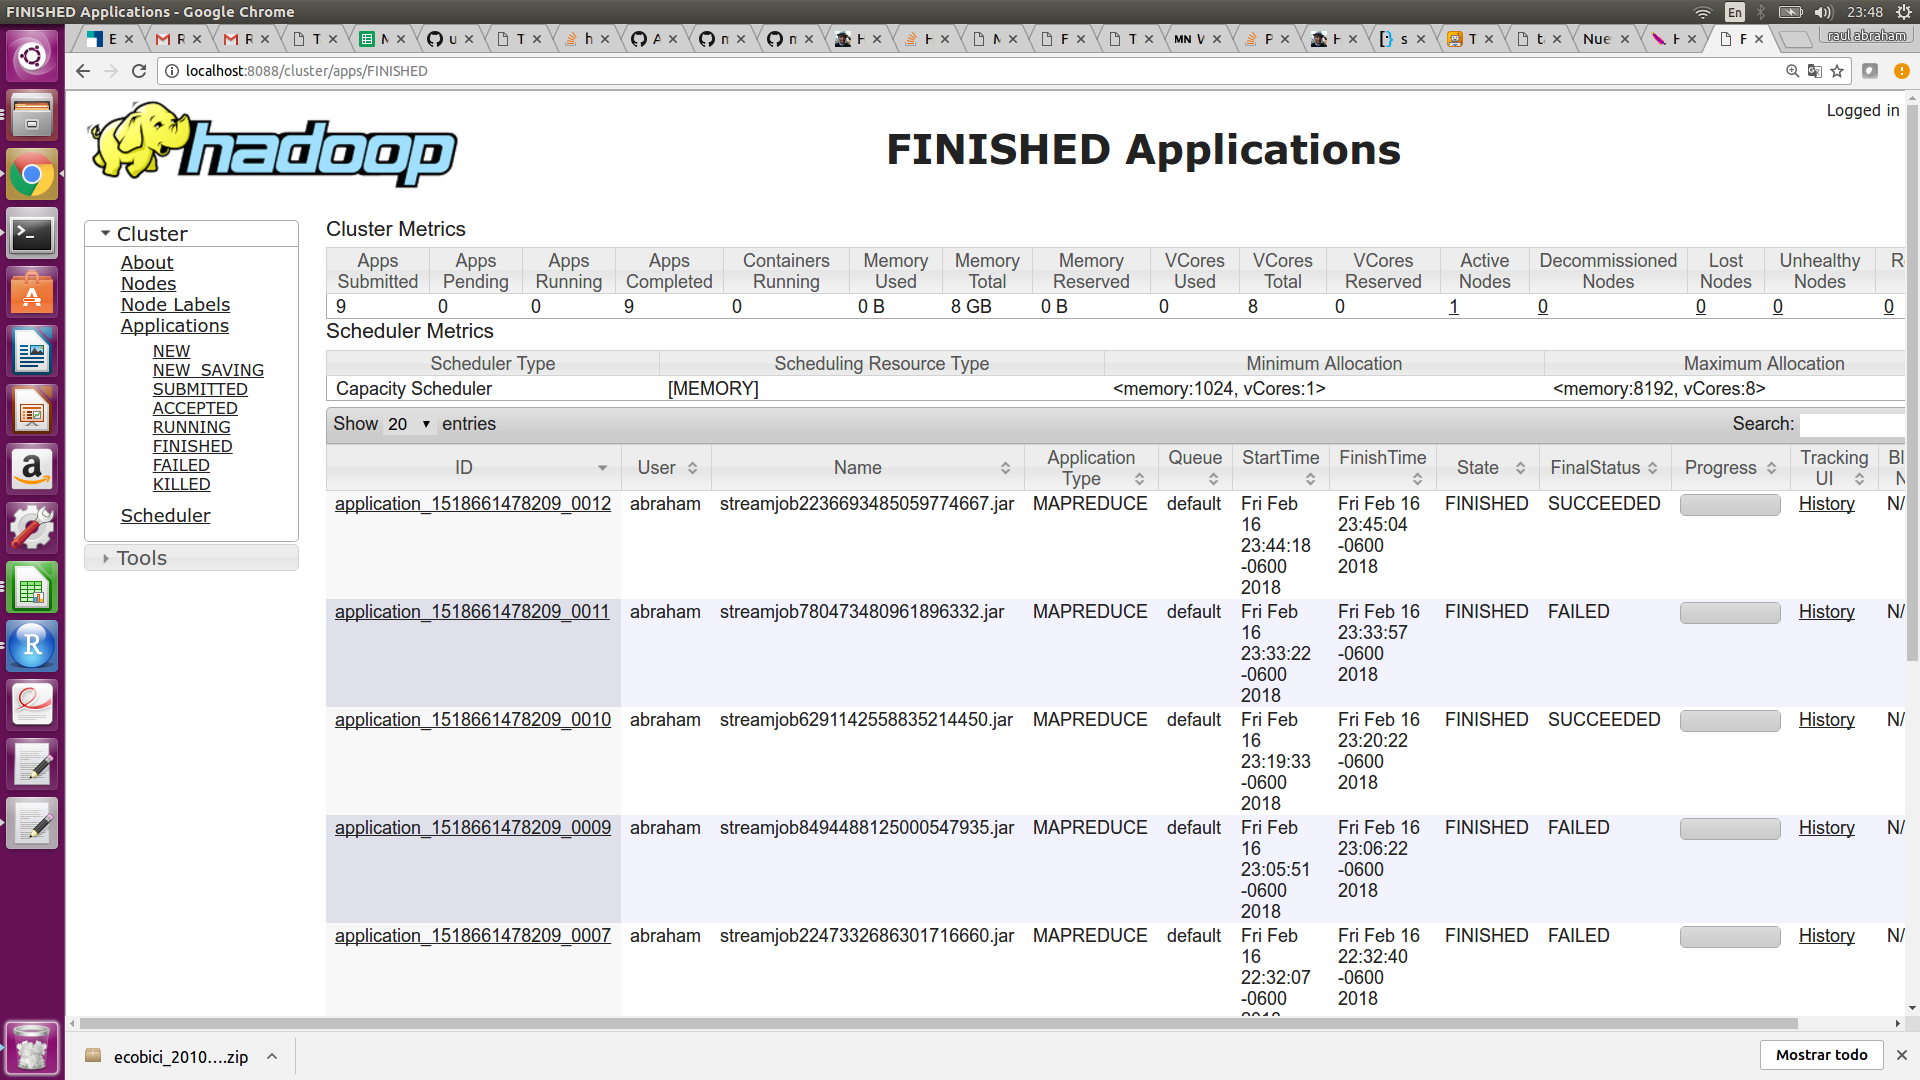 FINISHED Applications - Google Chrome
En
23:48
raul abraham
localhost:8088/cluster/apps/FINISHED
Logged in
hadoop
FINISHED Applications
Cluster
About
Nodes
Node Labels
Applications
NEW
NEW_SAVING
SUBMITTED
ACCEPTED
RUNNING
FINISHED
FAILED
KILLED
Scheduler
Tools
Cluster Metrics
Apps Submitted Apps Pending Apps Running Apps Completed Containers Running Memory Used Memory Total Memory Reserved VCores Used VCores Total VCores Reserved Active Nodes Decommissioned Nodes Lost Nodes Unhealthy Nodes R
9 0 0 9 0 0 B 8 GB 0 B 0 8 0 1 0 0 0 0
Scheduler Metrics
Scheduler Type Scheduling Resource Type Minimum Allocation Maximum Allocation
Capacity Scheduler [MEMORY] <memory:1024, vCores:1> <memory:8192, vCores:8>
Show 20 entries Search:
ID User Name Application Type Queue StartTime FinishTime State FinalStatus Progress Tracking UI Bl N
application_1518661478209_0012 abraham streamjob2236693485059774667.jar MAPREDUCE default Fri Feb 16 23:44:18 -0600 2018 Fri Feb 16 23:45:04 -0600 2018 FINISHED SUCCEEDED History N/
application_1518661478209_0011 abraham streamjob780473480961896332.jar MAPREDUCE default Fri Feb 16 23:33:22 -0600 2018 Fri Feb 16 23:33:57 -0600 2018 FINISHED FAILED History N/
application_1518661478209_0010 abraham streamjob6291142558835214450.jar MAPREDUCE default Fri Feb 16 23:19:33 -0600 2018 Fri Feb 16 23:20:22 -0600 2018 FINISHED SUCCEEDED History N/
application_1518661478209_0009 abraham streamjob8494488125000547935.jar MAPREDUCE default Fri Feb 16 23:05:51 -0600 2018 Fri Feb 16 23:06:22 -0600 2018 FINISHED FAILED History N/
application_1518661478209_0007 abraham streamjob2247332686301716660.jar MAPREDUCE default Fri Feb 16 22:32:07 -0600 Fri Feb 16 22:32:40 -0600 2018 FINISHED FAILED History N/
ecobici_2010....zip
Mostrar todo